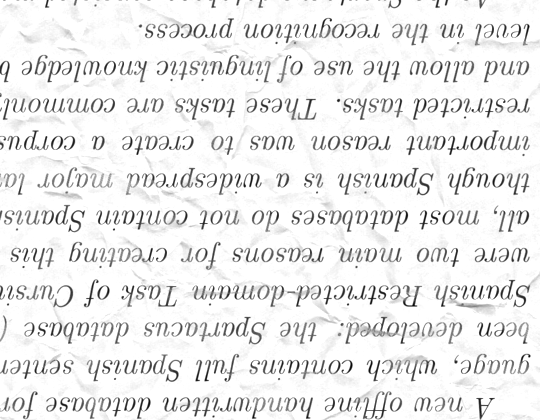 A new offline handwritten database for
guage, which contains full Spanish senten
been developed: the Spartacus database (
Spanish Restricted-domain Task of Cursi
were two main reasons for creating this
all, most databases do not contain Spanis
though Spanish is a widespread major la
important reason was to create a corpus
restricted tasks. These tasks are commonly
and allow the use of linguistic knowledge b
level in the recognition process.